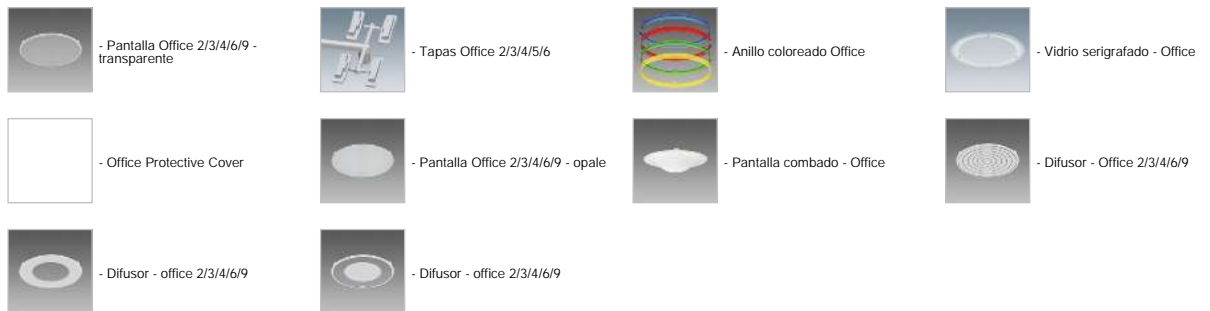 - Pantalla Office 2/3/4/6/9 -
transparente
- Tapas Office 2/3/4/5/6
- Anillo coloreado Office
- Vidrio serigrafado - Office
- Office Protective Cover
- Pantalla Office 2/3/4/6/9 - opale
- Pantalla combado - Office
- Difusor - Office 2/3/4/6/9
- Difusor - office 2/3/4/6/9
- Difusor - office 2/3/4/6/9